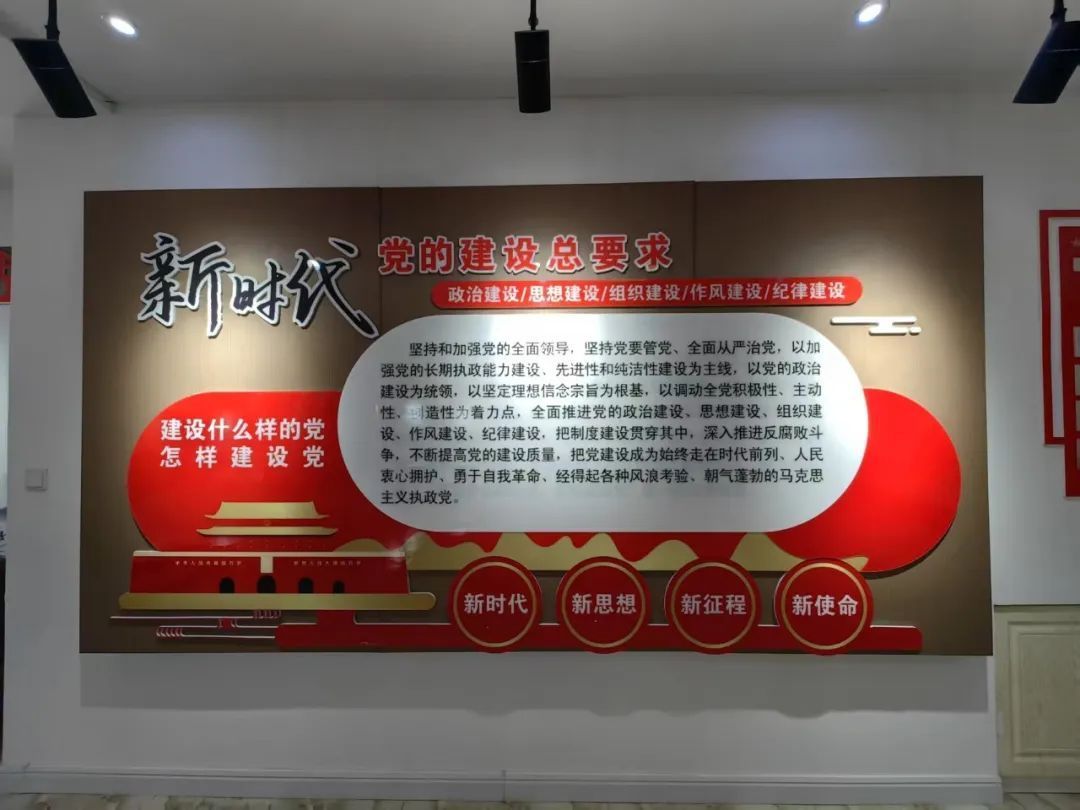 新时代
党的建设总要求
政治建设/思想建设/组织建设/作风建设/纪律建设
坚持和加强党的全面领导，坚持党要管党、全面从严治党，以加
强党的长期执政能力建设、先进性和纯洁性建设为主线，以党的政治
建设为统领，以坚定理想信念宗旨为根基，以调动全党积极性、主动
性、创造性为着力点，全面推进党的政治建设、思想建设、组织建
设、作风建设、纪律建设，把制度建设贯穿其中，深入推进反腐败斗
争，不断提高党的建设质量，把党建设成为始终走在时代前列、人民
衷心拥护、勇于自我革命、经得起各种风浪考验、朝气蓬勃的马克思
主义执政党。
建设什么样的党
怎样建设党
新时代
新思想
新征程
新使命